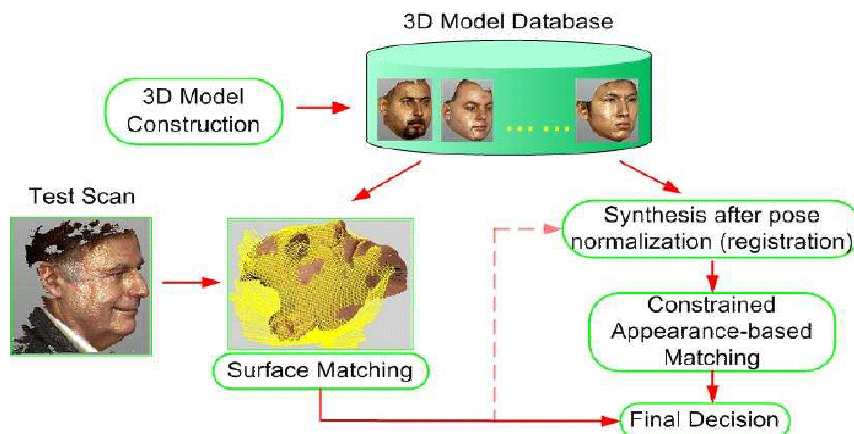 3D Model Database
3D Model
Construction
Test Scan
Surface Matching
Synthesis after pose
normalization (registration)
Constrained
Appearance-based
Matching
Final Decision